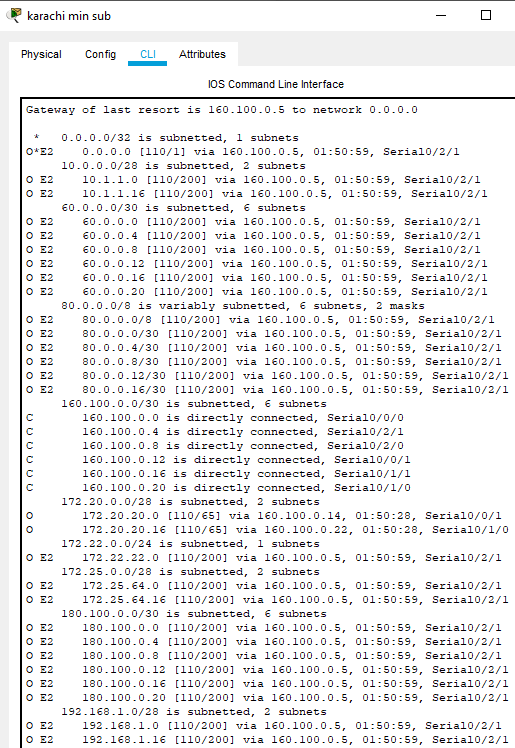 karachi min sub
Physical Config CLI Attributes
IOS Command Line Interface
Gateway of last resort is 160.100.0.5 to network 0.0.0.0
* 0.0.0.0/32 is subnetted, 1 subnets
O*E2 0.0.0.0 [110/1] via 160.100.0.5, 01:50:59, Serial0/2/1
10.0.0.0/28 is subnetted, 2 subnets
O E2 10.1.1.0 [110/200] via 160.100.0.5, 01:50:59, Serial0/2/1
O E2 10.1.1.16 [110/200] via 160.100.0.5, 01:50:59, Serial0/2/1
60.0.0.0/30 is subnetted, 6 subnets
O E2 60.0.0.0 [110/200] via 160.100.0.5, 01:50:59, Serial0/2/1
O E2 60.0.0.4 [110/200] via 160.100.0.5, 01:50:59, Serial0/2/1
O E2 60.0.0.8 [110/200] via 160.100.0.5, 01:50:59, Serial0/2/1
O E2 60.0.0.12 [110/200] via 160.100.0.5, 01:50:59, Serial0/2/1
O E2 60.0.0.16 [110/200] via 160.100.0.5, 01:50:59, Serial0/2/1
O E2 60.0.0.20 [110/200] via 160.100.0.5, 01:50:59, Serial0/2/1
80.0.0.0/8 is variably subnetted, 6 subnets, 2 masks
O E2 80.0.0.0/8 [110/200] via 160.100.0.5, 01:50:59, Serial0/2/1
O E2 80.0.0.0/30 [110/200] via 160.100.0.5, 01:50:59, Serial0/2/1
O E2 80.0.0.4/30 [110/200] via 160.100.0.5, 01:50:59, Serial0/2/1
O E2 80.0.0.8/30 [110/200] via 160.100.0.5, 01:50:59, Serial0/2/1
O E2 80.0.0.12/30 [110/200] via 160.100.0.5, 01:50:59, Serial0/2/1
O E2 80.0.0.16/30 [110/200] via 160.100.0.5, 01:50:59, Serial0/2/1
160.100.0.0/30 is subnetted, 6 subnets
C 160.100.0.0 is directly connected, Serial0/0/0
C 160.100.0.4 is directly connected, Serial0/2/1
C 160.100.0.8 is directly connected, Serial0/2/0
C 160.100.0.12 is directly connected, Serial0/0/1
C 160.100.0.16 is directly connected, Serial0/1/1
C 160.100.0.20 is directly connected, Serial0/1/0
172.20.0.0/28 is subnetted, 2 subnets
O 172.20.20.0 [110/65] via 160.100.0.14, 01:50:28, Serial0/0/1
O 172.20.20.16 [110/65] via 160.100.0.22, 01:50:28, Serial0/1/0
172.22.0.0/24 is subnetted, 1 subnets
O E2 172.22.22.0 [110/200] via 160.100.0.5, 01:50:59, Serial0/2/1
172.25.0.0/28 is subnetted, 2 subnets
O E2 172.25.64.0 [110/200] via 160.100.0.5, 01:50:59, Serial0/2/1
O E2 172.25.64.16 [110/200] via 160.100.0.5, 01:50:59, Serial0/2/1
180.100.0.0/30 is subnetted, 6 subnets
O E2 180.100.0.0 [110/200] via 160.100.0.5, 01:50:59, Serial0/2/1
O E2 180.100.0.4 [110/200] via 160.100.0.5, 01:50:59, Serial0/2/1
O E2 180.100.0.8 [110/200] via 160.100.0.5, 01:50:59, Serial0/2/1
O E2 180.100.0.12 [110/200] via 160.100.0.5, 01:50:59, Serial0/2/1
O E2 180.100.0.16 [110/200] via 160.100.0.5, 01:50:59, Serial0/2/1
O E2 180.100.0.20 [110/200] via 160.100.0.5, 01:50:59, Serial0/2/1
192.168.1.0/28 is subnetted, 2 subnets
O E2 192.168.1.0 [110/200] via 160.100.0.5, 01:50:59, Serial0/2/1
O E2 192.168.1.16 [110/200] via 160.100.0.5, 01:50:59, Serial0/2/1